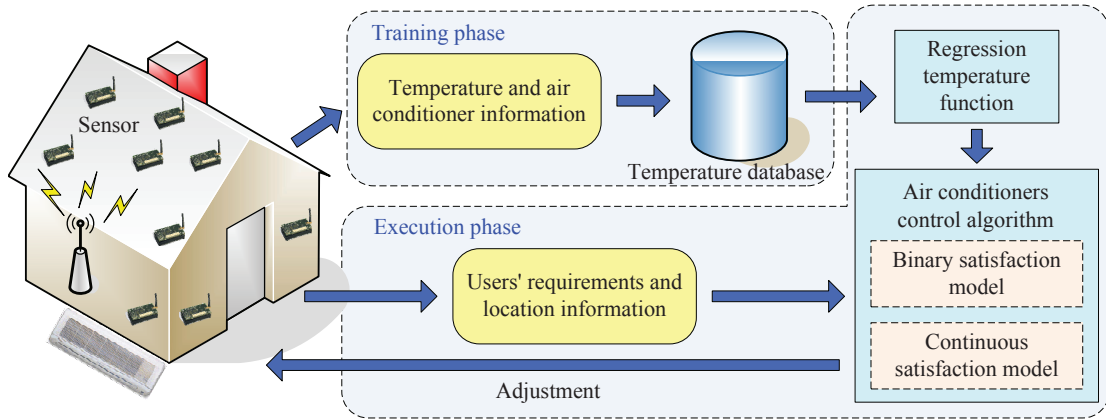 Training phase
Temperature and air
conditioner information
Temperature database
Regression
temperature
function
Sensor
Execution phase
Users' requirements and
location information
Air conditioners
control algorithm
Binary satisfaction
model
Continuous
satisfaction model
Adjustment